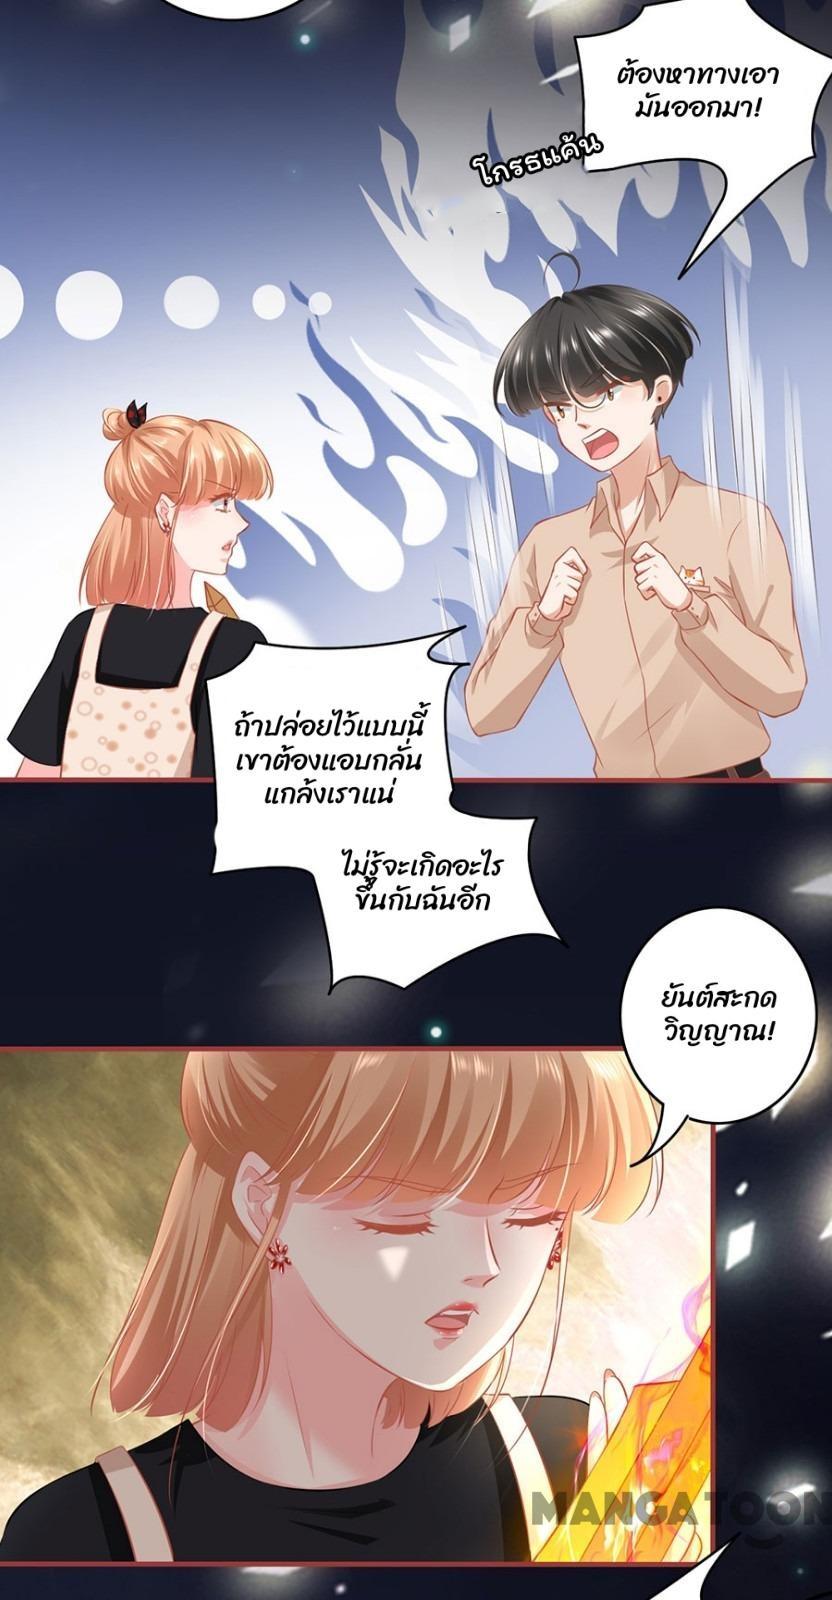 ต้องหาทางเอา
มันออกมา!
โกรธแค้น
ถ้าปล่อยไว้แบบนี้
เขาต้องแอบกลั่น
แกล้งเราแน่
ไม่รู้จะเกิดอะไร
ขึ้นกับฉันอีก
ยันต์สะกด
วิญญาณ!
MANGATOON